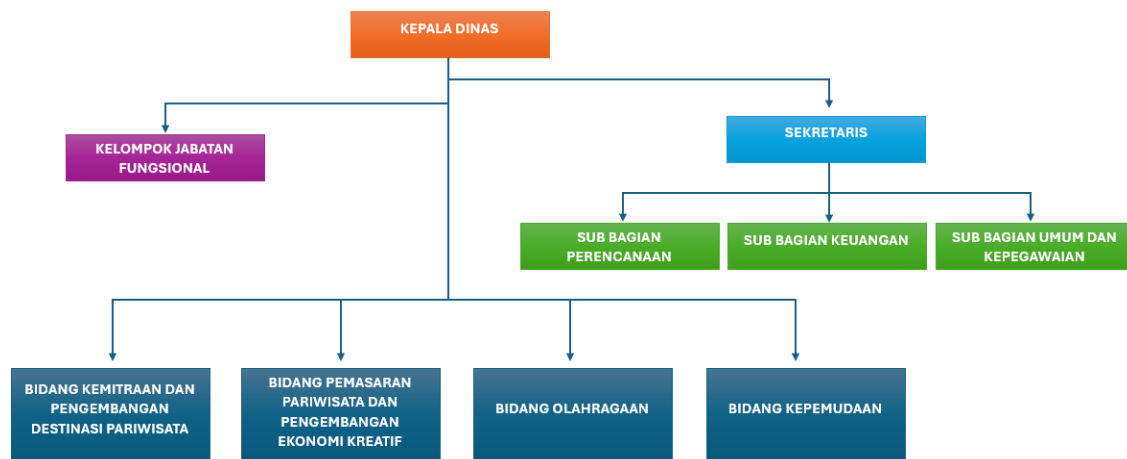 KEPALA DINAS
SEKRETARIS
KELOMPOK JABATAN
FUNGSIONAL
SUB BAGIAN
PERENCANAAN
SUB BAGIAN KEUANGAN
SUB BAGIAN UMUM DAN
KEPEGAWAIAN
BIDANG KEMITRAAN DAN
PENGEMBANGAN
DESTINASI PARIWISATA
BIDANG PEMASARAN
PARIWISATA DAN
PENGEMBANGAN
EKONOMI KREATIF
BIDANG OLAHRAGAAN
BIDANG KEPEMUDAAN